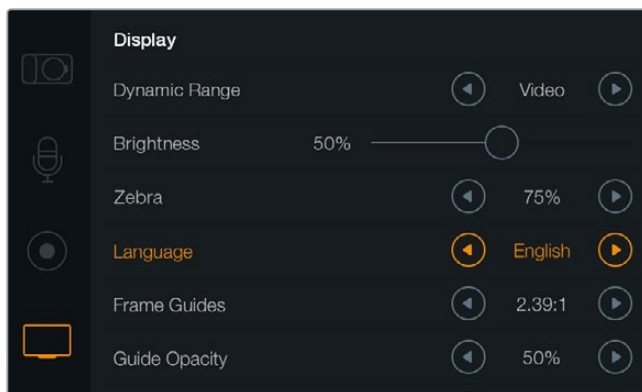 Display
Dynamic Range Video
Brightness 50%
Zebra 75%
Language English
Frame Guides 2.39:1
Guide Opacity 50%